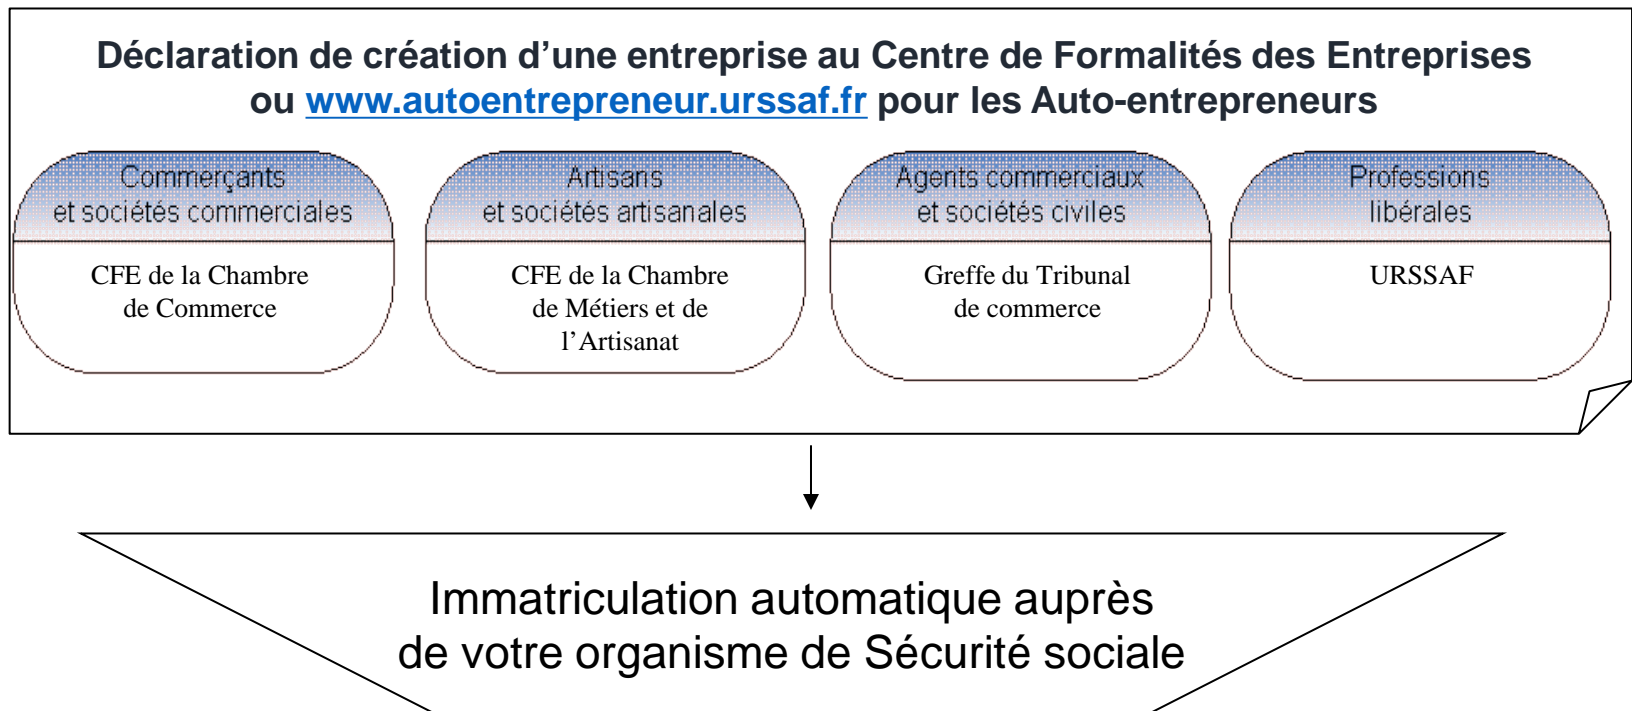 Déclaration de création d’une entreprise au Centre de Formalités des Entreprises
ou www.autoentrepreneur.urssaf.fr pour les Auto-entrepreneurs
Commerçants
et sociétés commerciales
CFE de la Chambre
de Commerce
Artisans
et sociétés artisanales
CFE de la Chambre
de Métiers et de
l’Artisanat
Agents commerciaux
et sociétés civiles
Greffe du Tribunal
de commerce
Professions
libérales
URSSAF
Immatriculation automatique auprès
de votre organisme de Sécurité sociale